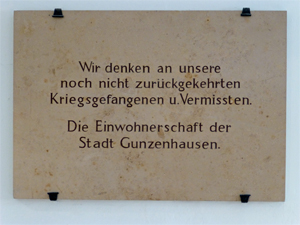 Wir denken an unsere
noch nicht zurückgekehrten
Kriegsgefangenen u. Vermissten.
Die Einwohnerschaft der
Stadt Gunzenhausen.